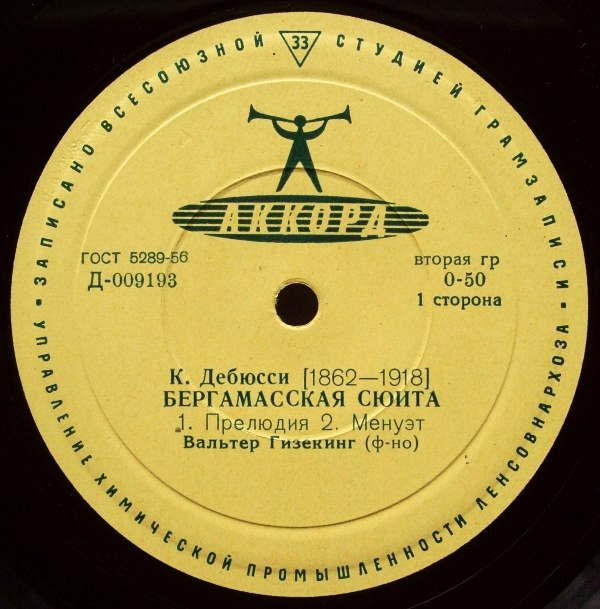 ЗАПИСАНО ВСЕСОЮЗНОЙ 33 СТУДИЕЙ ГРАМЗАПИСИ
АККОРД
ГОСТ 5289-56
Д-009193
вторая гр
0-50
1 сторона
К. Дебюсси [1862—1918]
БЕРГАМАССКАЯ СЮИТА
1. Прелюдия 2. Менуэт
Вальтер Гизекинг (ф-но)
УПРАВЛЕНИЕ ХИМИЧЕСКОЙ ПРОМЫШЛЕННОСТИ ЛЕНСОВНАРХОЗА